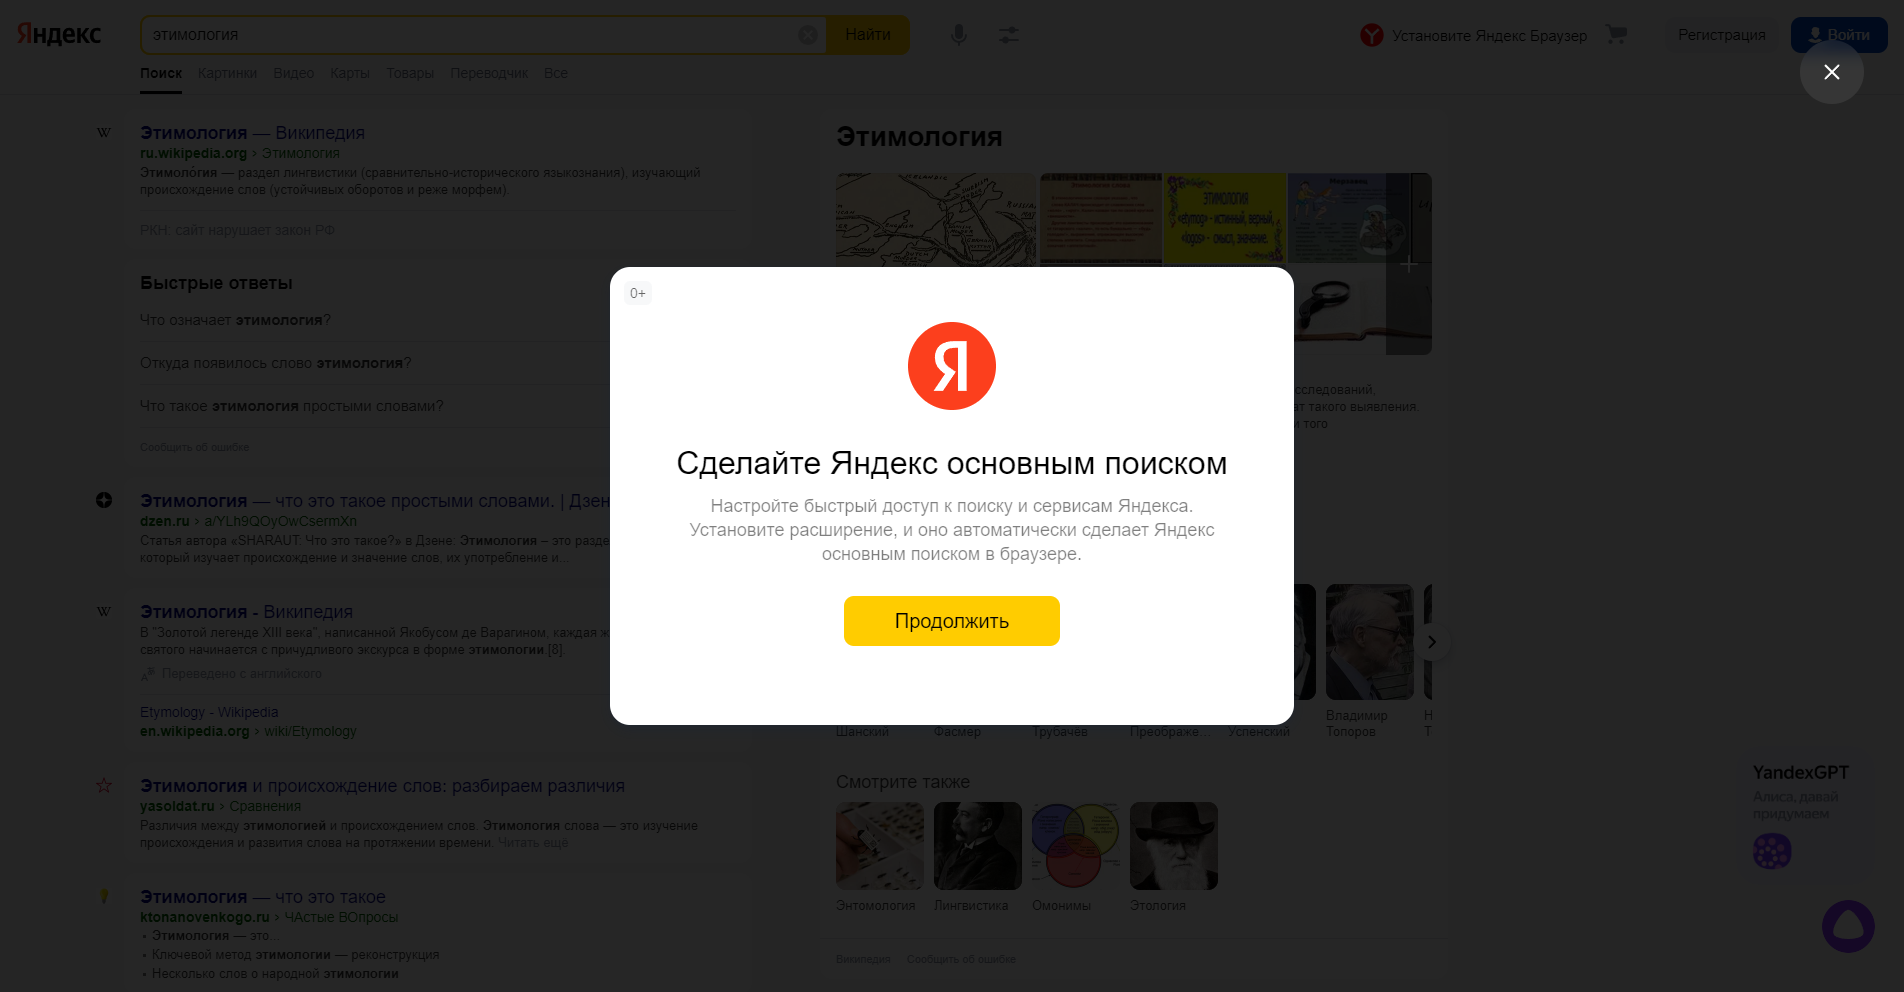 Яндекс
этимология
Найти
Установите Яндекс Браузер
Регистрация
Войти
Поиск
Картинки
Видео
Карты
Товары
Переводчик
Все
Этимология — Википедия
ru.wikipedia.org › Этимология
Этимоло́гия — раздел лингвистики (сравнительно-исторического языкознания), изучающий
происхождение слов (устойчивых оборотов и реже морфем).
РКН: сайт нарушает закон РФ
Быстрые ответы
Что означает этимология?
Откуда появилось слово этимология?
Что такое этимология простыми словами?
Сообщить об ошибке
Этимология — что это такое простыми словами. | Дзен
dzen.ru › a/YLh9QOyOwCsermXn
Статья автора «SHARAUT: Что это такое?» в Дзене: Этимология – это разде
который изучает происхождение и значение слов, их употребление и...
Этимология - Википедия
В "Золотой легенде XIII века", написанной Якобусом де Варагином, каждая ж
святого начинается с причудливого экскурса в форме этимологии.[8].
Переведено с английского
Etymology - Wikipedia
en.wikipedia.org › wiki/Etymology
Этимология и происхождение слов: разбираем различия
yasoldat.ru › Сравнения
Различия между этимологией и происхождением слов. Этимология слова — это изучение
происхождения и развития слова на протяжении времени. Читать ещё
Этимология — что это такое
ktonanovenkogo.ru › ЧАстые ВОпросы
• Этимология — это...
• Ключевой метод этимологии — реконструкция
• Несколько слов о народной этимологии
0+
Я
Сделайте Яндекс основным поиском
Настройте быстрый доступ к поиску и сервисам Яндекса.
Установите расширение, и оно автоматически сделает Яндекс
основным поиском в браузере.
Продолжить
Этимология
ЭТИМОЛОГИЯ
«etymog» - истинный, верный,
«logos» - смысл, значение.
сследований,
ат такого выявления.
и того
Шанский
Фасмер
Трубачёв
Преображе...
Успенский
Владимир
Топоров
Н
Т
Смотрите также
Энтомология
Лингвистика
Омонимы
Этология
Википедия
Сообщить об ошибке
YandexGPT
Алиса, давай
придумаем